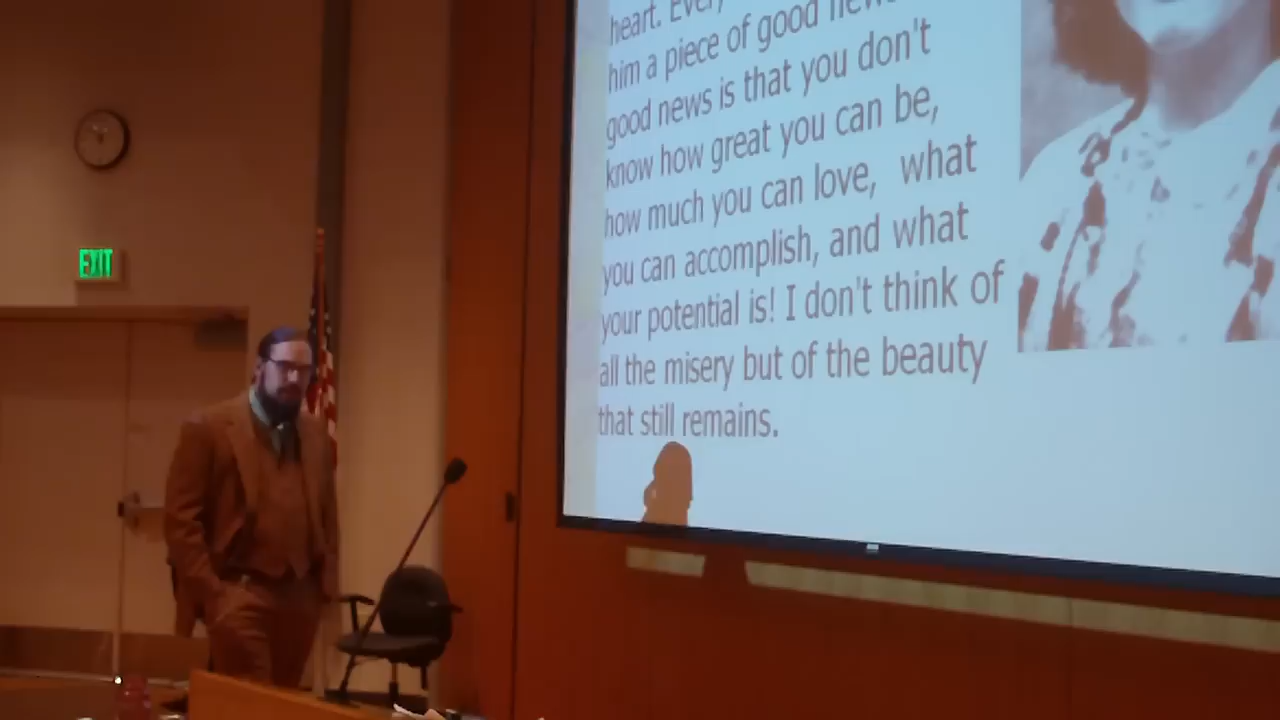 heart. Every
him a piece of good news
good news is that you don't
know how great you can be,
how much you can love, what
you can accomplish, and what
your potential is! I don't think of
all the misery but of the beauty
that still remains.
EXIT